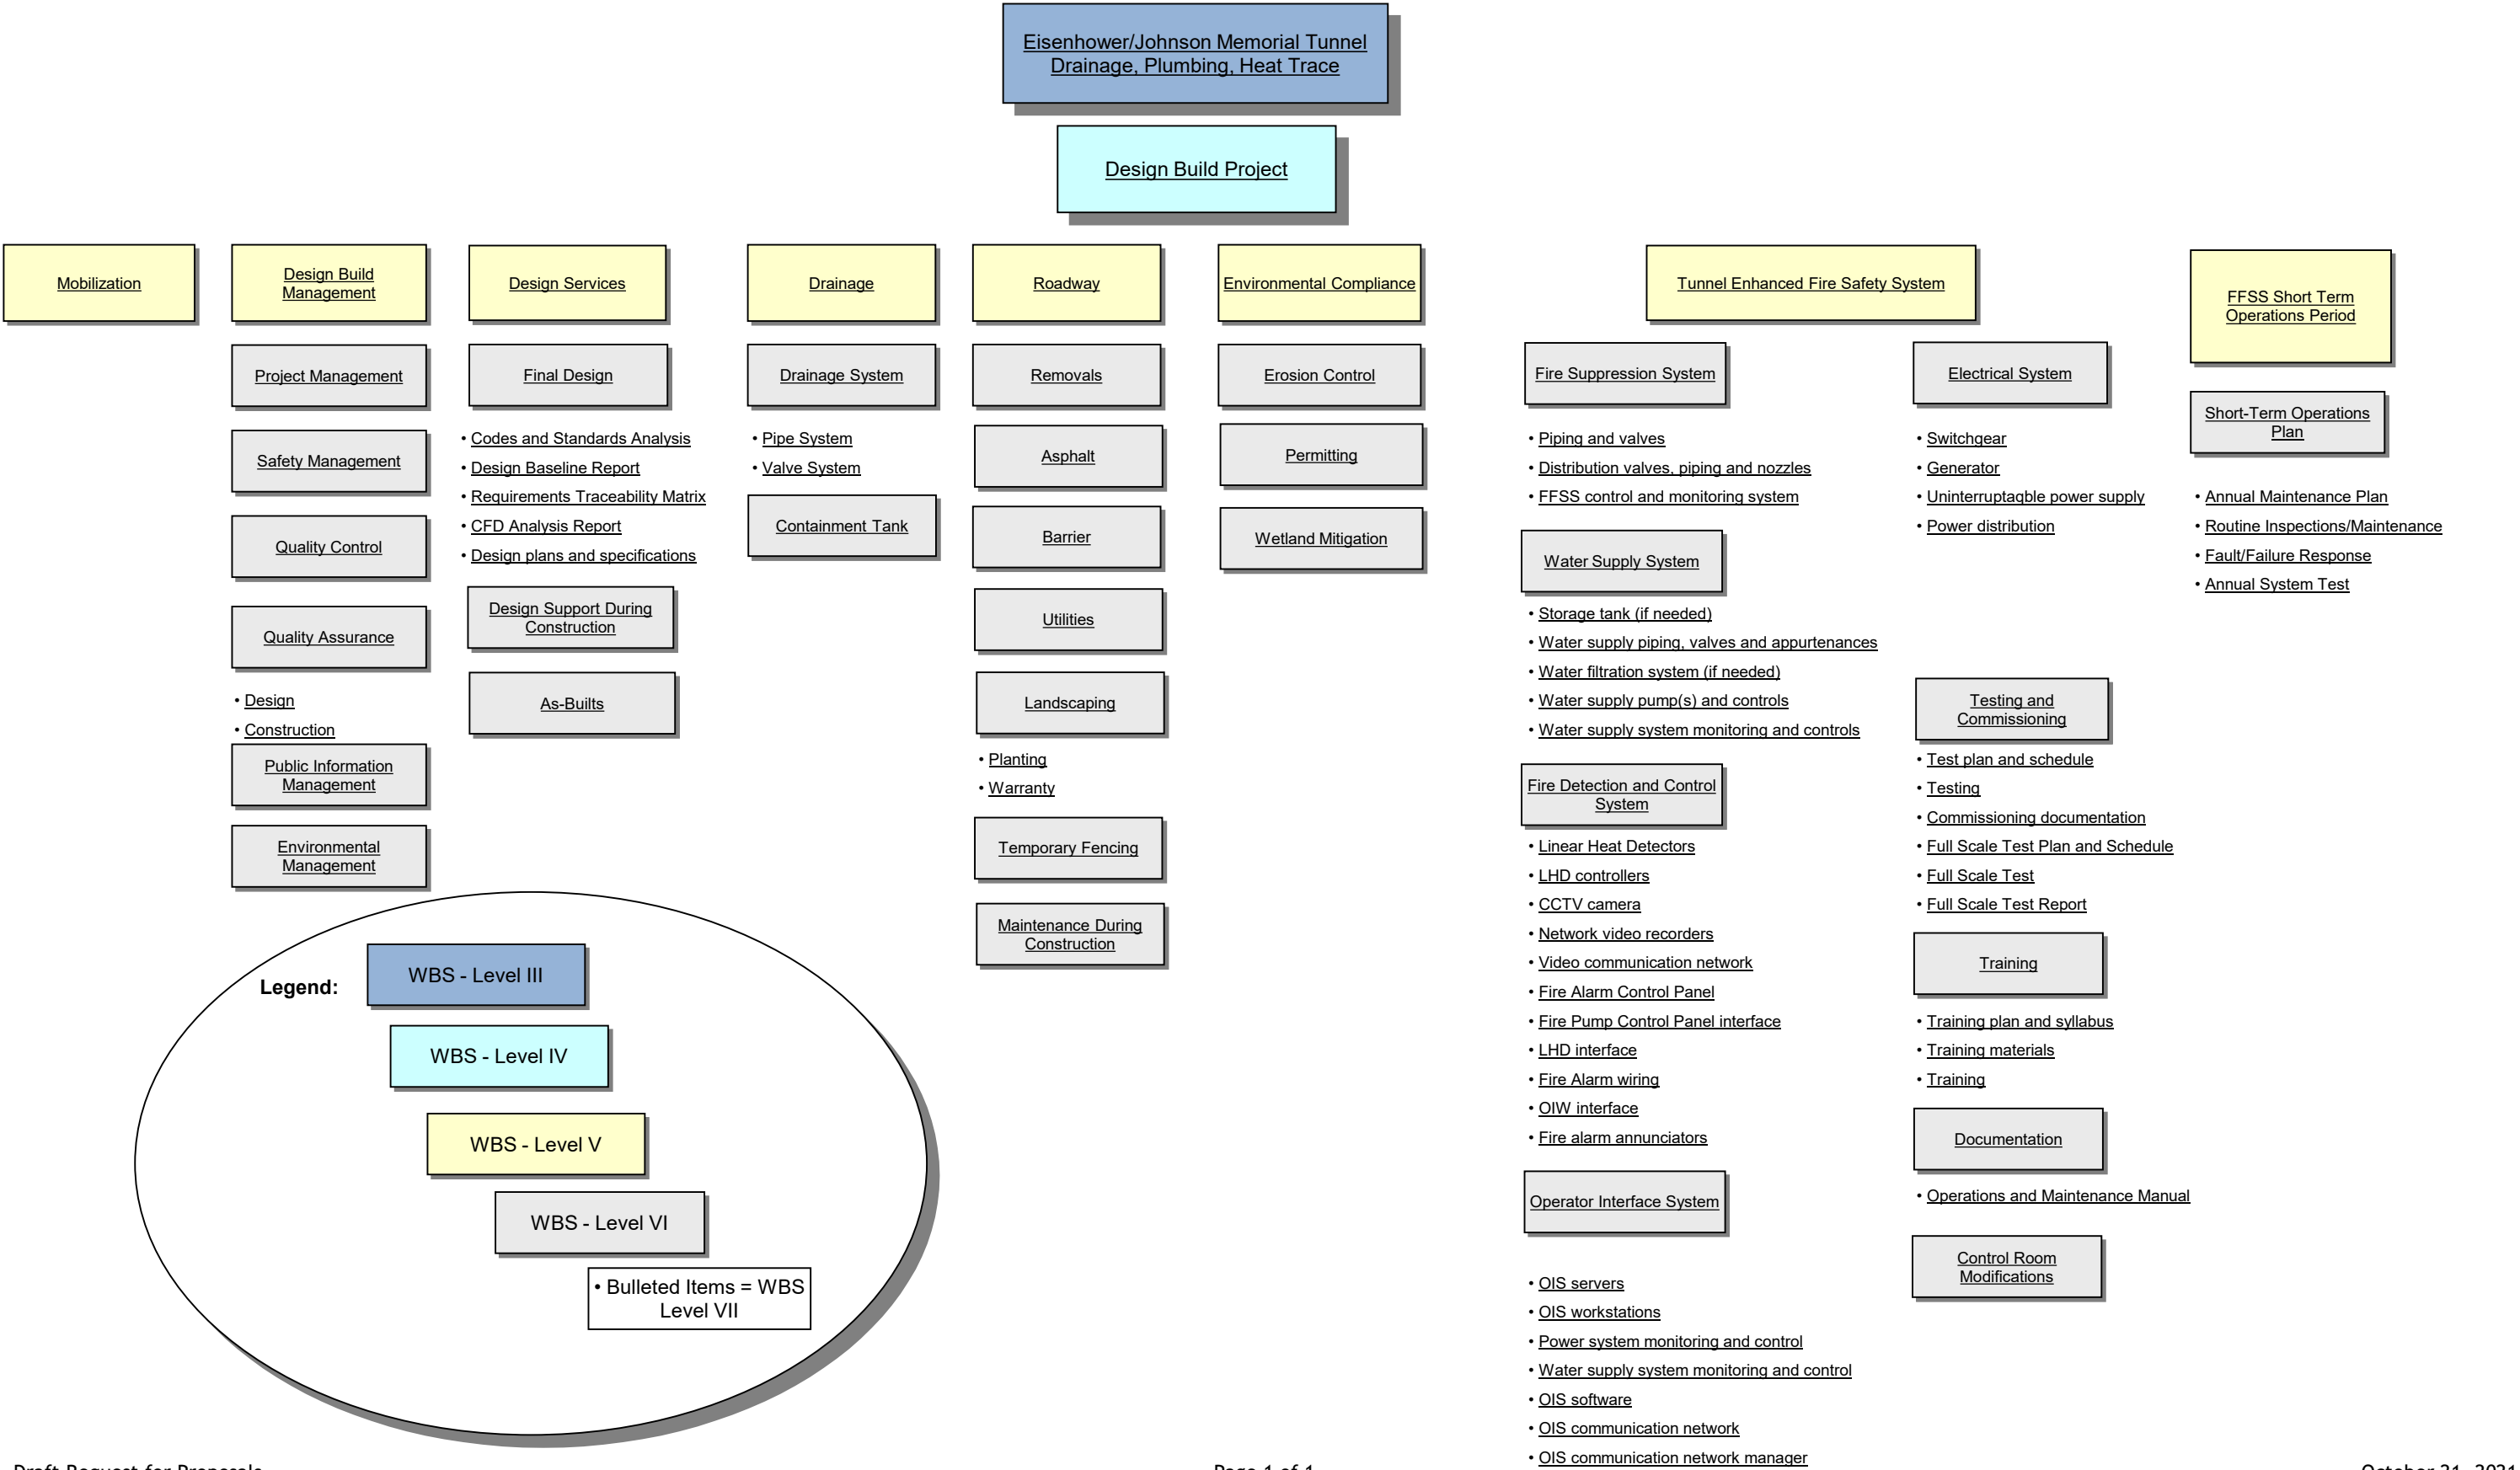 Eisenhower/Johnson Memorial Tunnel
Drainage, Plumbing, Heat Trace
Design Build Project
Mobilization
Design Build
Management
Project Management
Safety Management
Quality Control
Quality Assurance
• Design
• Construction
Public Information
Management
Environmental
Management
Design Services
Final Design
• Codes and Standards Analysis
• Design Baseline Report
• Requirements Traceability Matrix
• CFD Analysis Report
• Design plans and specifications
Design Support During
Construction
As-Builts
Drainage
Drainage System
• Pipe System
• Valve System
Containment Tank
Roadway
Removals
Asphalt
Barrier
Utilities
Landscaping
• Planting
• Warranty
Temporary Fencing
Maintenance During
Construction
Environmental Compliance
Erosion Control
Permitting
Wetland Mitigation
Tunnel Enhanced Fire Safety System
Fire Suppression System
• Piping and valves
• Distribution valves, piping and nozzles
• FFSS control and monitoring system
Water Supply System
• Storage tank (if needed)
• Water supply piping, valves and appurtenances
• Water filtration system (if needed)
• Water supply pump(s) and controls
• Water supply system monitoring and controls
Fire Detection and Control
System
• Linear Heat Detectors
• LHD controllers
• CCTV camera
• Network video recorders
• Video communication network
• Fire Alarm Control Panel
• Fire Pump Control Panel interface
• LHD interface
• Fire Alarm wiring
• OIW interface
• Fire alarm annunciators
Operator Interface System
• OIS servers
• OIS workstations
• Power system monitoring and control
• Water supply system monitoring and control
• OIS software
• OIS communication network
• OIS communication network manager
Electrical System
• Switchgear
• Generator
• Uninterruptaqble power supply
• Power distribution
Testing and
Commissioning
• Test plan and schedule
• Testing
• Commissioning documentation
• Full Scale Test Plan and Schedule
• Full Scale Test
• Full Scale Test Report
Training
• Training plan and syllabus
• Training materials
• Training
Documentation
• Operations and Maintenance Manual
Control Room
Modifications
FFSS Short Term
Operations Period
Short-Term Operations
Plan
• Annual Maintenance Plan
• Routine Inspections/Maintenance
• Fault/Failure Response
• Annual System Test
Legend:
WBS - Level III
WBS - Level IV
WBS - Level V
WBS - Level VI
• Bulleted Items = WBS
Level VII
Draft Request for Proposals
Page 1 of 1
October 21, 2021